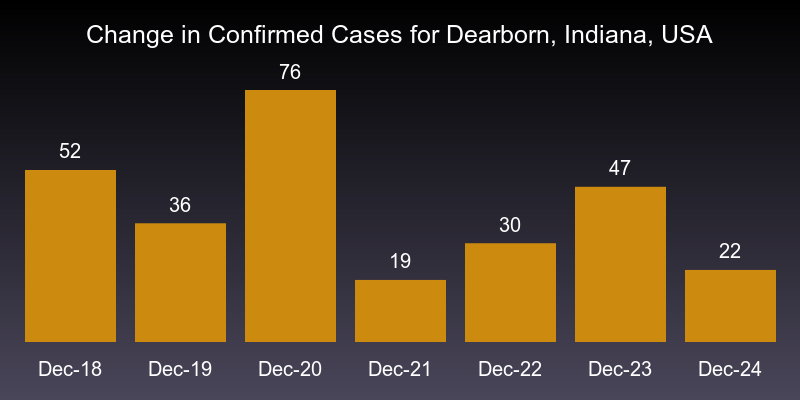 Change in Confirmed Cases for Dearborn, Indiana, USA
52
36
76
19
30
47
22
Dec-18
Dec-19
Dec-20
Dec-21
Dec-22
Dec-23
Dec-24